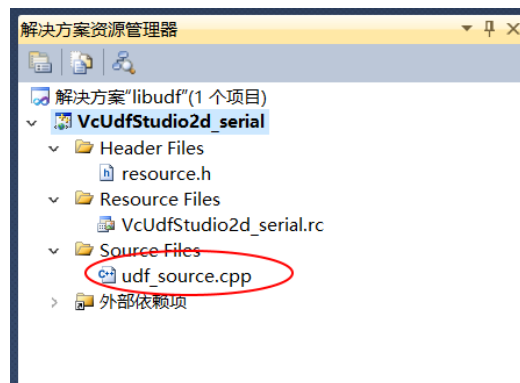 解决方案资源管理器
解决方案"libudf"(1 个项目)
VcUdfStudio2d_serial
Header Files
resource.h
Resource Files
VcUdfStudio2d_serial.rc
Source Files
udf_source.cpp
外部依赖项